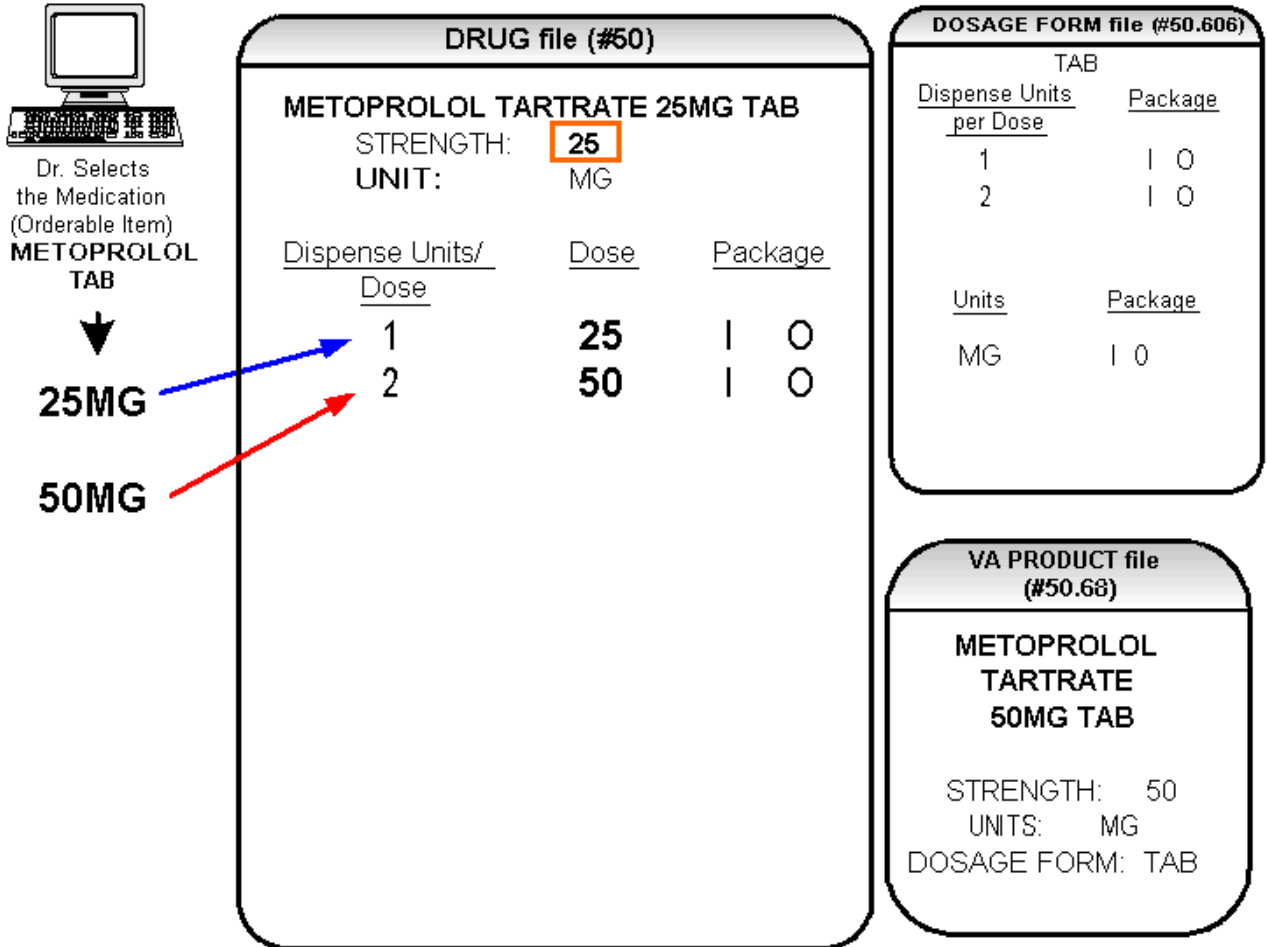 Dr. Selects
the Medication
(Orderable Item)
METOPROLOL
TAB
25MG
50MG
DRUG file (#50)
METOPROLOL TARTRATE 25MG TAB
STRENGTH: 25
UNIT: MG
Dispense Units/ Dose Package
Dose
1 25 I O
2 50 I O
DOSAGE FORM file (#50.606)
TAB
Dispense Units Package
per Dose
1 I O
2 I O
Units Package
MG I 0
VA PRODUCT file
(#50.68)
METOPROLOL
TARTRATE
50MG TAB
STRENGTH: 50
UNITS: MG
DOSAGE FORM: TAB